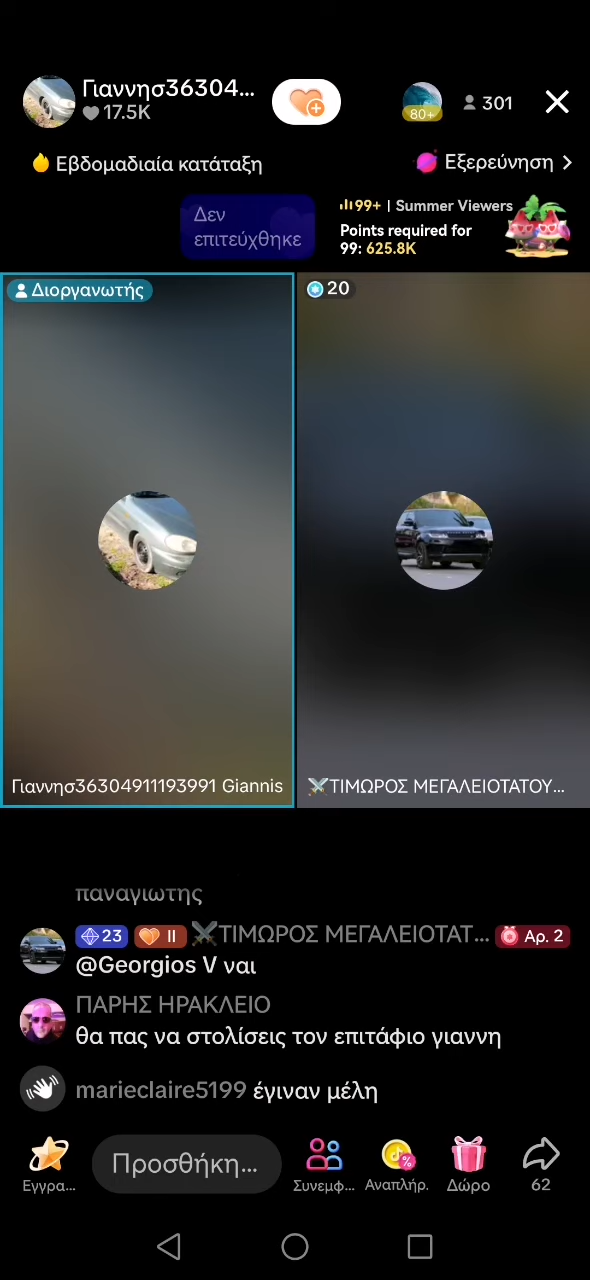 Γιαννησ36304...
17.5K
80+
301
Εβδομαδιαία κατάταξη
Εξερεύνηση >
Δεν
επιτεύχθηκε
99+ | Summer Viewers
Points required for
99: 625.8K
Διοργανωτής
20
Γιαννησ36304911193991 Giannis
⚔️ΤΙΜΩΡΟΣ ΜΕΓΑΛΕΙΟΤΑΤΟΥ...
παναγιωτης
23 II ⚔️ΤΙΜΩΡΟΣ ΜΕΓΑΛΕΙΟΤΑΤ... Αρ. 2
@Georgios V ναι
ΠΑΡΗΣ ΗΡΑΚΛΕΙΟ
θα πας να στολίσεις τον επιτάφιο γιαννη
marieclaire5199 έγιναν μέλη
Προσθήκη...
Εγγρα...
Συνεμφ...
Αναπλήρ.
Δώρο
62